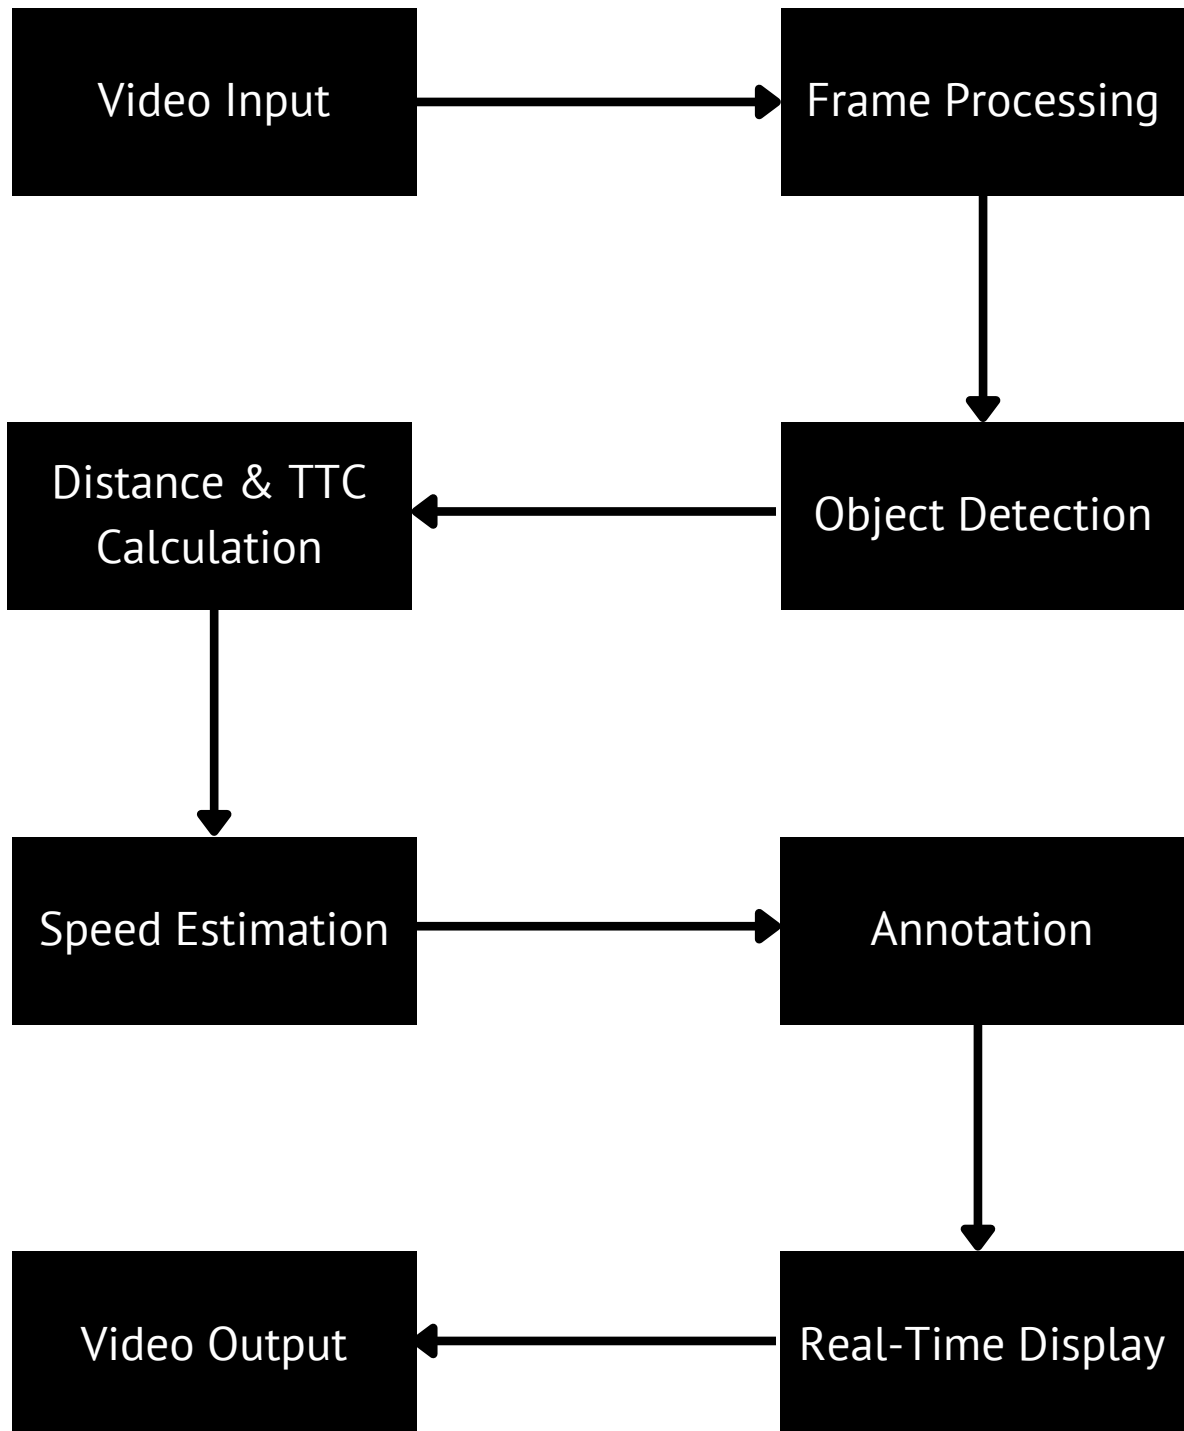 Video Input
Frame Processing
Distance & TTC
Calculation
Object Detection
Speed Estimation
Annotation
Video Output
Real-Time Display